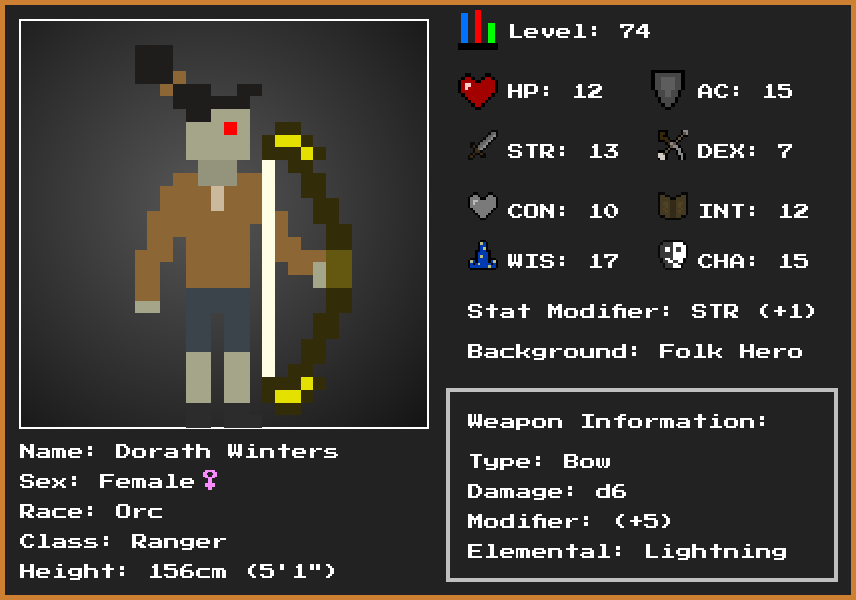 Level: 74
HP: 12 AC: 15
STR: 13 DEX: 7
CON: 10 INT: 12
WIS: 17 CHA: 15
Stat Modifier: STR (+1)
Background: Folk Hero
Weapon Information:
Type: Bow
Damage: d6
Modifier: (+5)
Elemental: Lightning
Name: Dorath Winters
Sex: Female♀
Race: Orc
Class: Ranger
Height: 156cm (5'1")